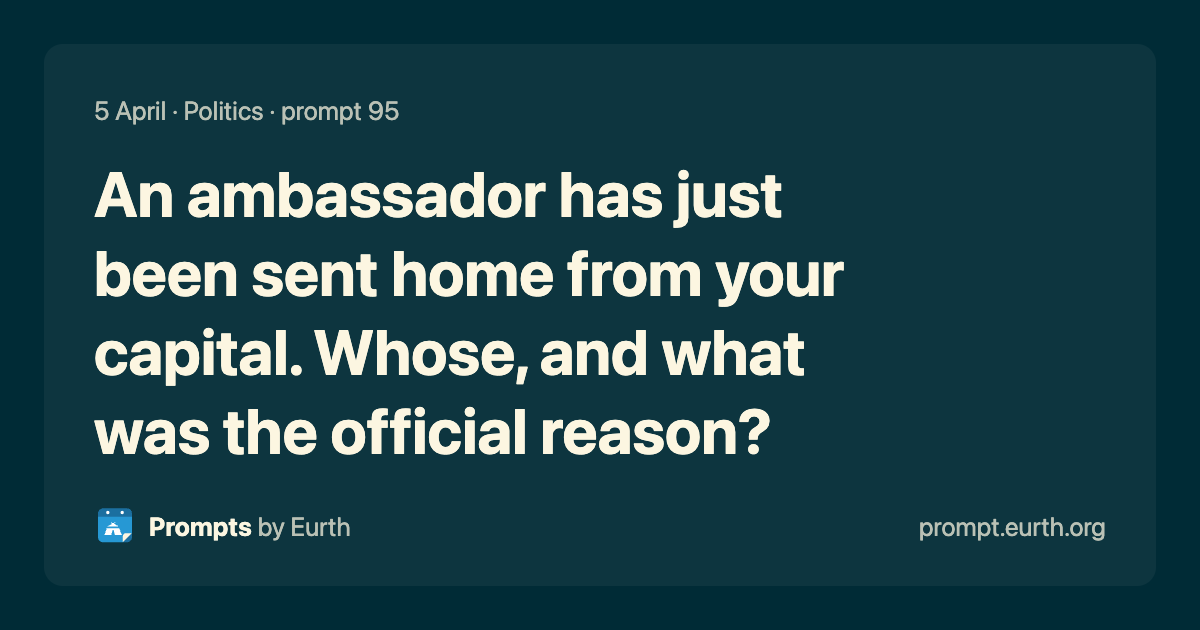 5 April · Politics · prompt 95
An ambassador has just
been sent home from your
capital. Whose, and what
was the official reason?
Prompts by Eurth
prompt.eurth.org